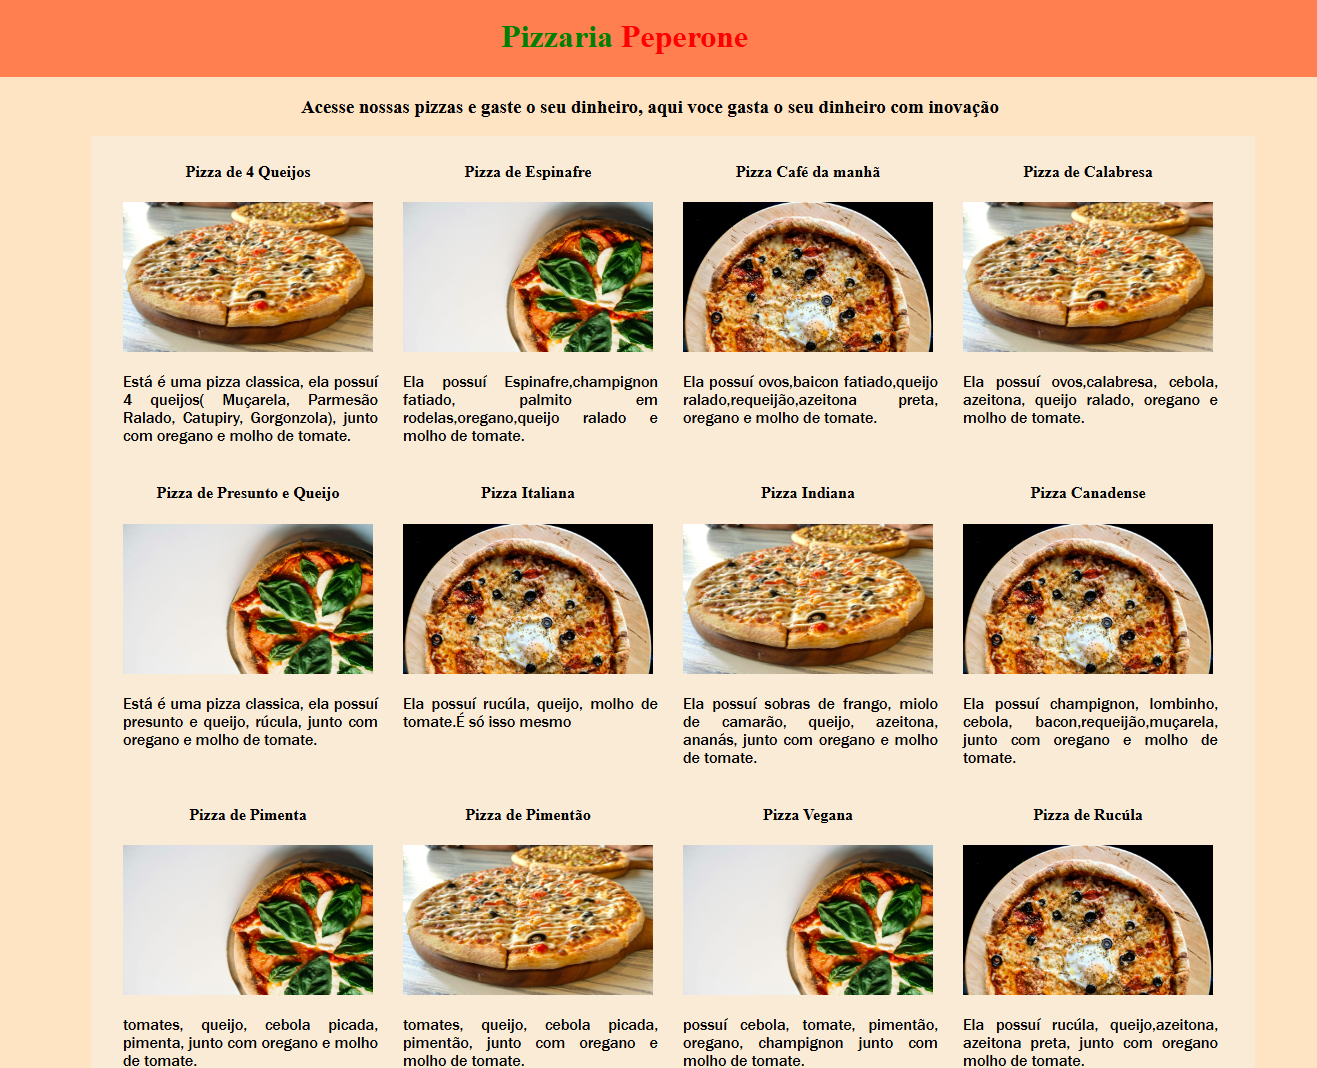 Pizzaria Peperone
Acesse nossas pizzas e gaste o seu dinheiro, aqui voce gasta o seu dinheiro com inovação
Pizza de 4 Queijos
Está é uma pizza classica, ela possuí
4 queijos( Muçarela, Parmesão
Ralado, Catupiry, Gorgonzola), junto
com oregano e molho de tomate.
Pizza de Espinafre
Ela possuí Espinafre,champignon
fatiado, palmito em
rodelas,oregano,queijo ralado e
molho de tomate.
Pizza Café da manhã
Ela possuí ovos,baicon fatiado,queijo
ralado,requeijão,azeitona preta,
oregano e molho de tomate.
Pizza de Calabresa
Ela possuí ovos,calabresa, cebola,
azeitona, queijo ralado, oregano e
molho de tomate.
Pizza de Presunto e Queijo
Está é uma pizza classica, ela possuí
presunto e queijo, rúcula, junto com
oregano e molho de tomate.
Pizza Italiana
Ela possuí rucúla, queijo, molho de
tomate.É só isso mesmo
Pizza Indiana
Ela possuí sobras de frango, miolo
de camarão, queijo, azeitona,
ananás, junto com oregano e molho
de tomate.
Pizza Canadense
Ela possuí champignon, lombinho,
cebola, bacon,requeijão,muçarela,
junto com oregano e molho de
tomate.
Pizza de Pimenta
tomates, queijo, cebola picada,
pimenta, junto com oregano e molho
de tomate.
Pizza de Pimentão
tomates, queijo, cebola picada,
pimentão, junto com oregano e
molho de tomate.
Pizza Vegana
possuí cebola, tomate, pimentão,
oregano, champignon junto com
molho de tomate.
Pizza de Rucúla
Ela possuí rucúla, queijo,azeitona,
azeitona preta, junto com oregano
molho de tomate.